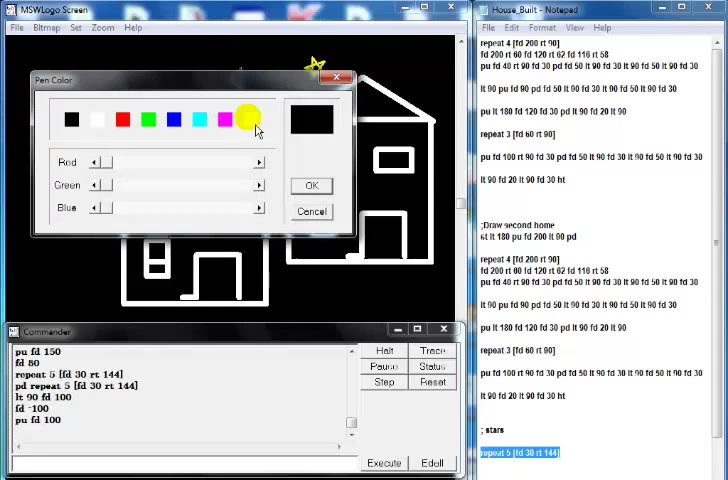 MSWLogo Screen
File Bitmap Set Zoom Help
Pen Color
Red
Green
Blue
OK
Cancel
Commander
pu fd 150
fd 50
repeat 5 [fd 30 rt 144]
pd repeat 5 [fd 30 rt 144]
lt 90 fd 100
fd -100
pu fd 100
Halt Trace
Pause Status
Step Reset
Execute Edall
House_Built - Notepad
File Edit Format View Help
repeat 4 [fd 200 rt 90]
fd 200 rt 60 fd 120 rt 62 fd 116 rt 58
pu fd 40 rt 90 fd 30 pd fd 50 lt 90 fd 30 lt 90 fd 50 lt 90 fd 30
lt 90 pu fd 90 pd fd 50 lt 90 fd 30 lt 90 fd 50 lt 90 fd 30
pu lt 180 fd 120 fd 30 pd lt 90 fd 20 lt 90
repeat 3 [fd 60 rt 90]
pu fd 100 rt 90 fd 30 pd fd 50 lt 90 fd 30 lt 90 fd 50 lt 90 fd 30
lt 90 fd 20 lt 90 fd 30 ht
;Draw second home
st lt 180 pu fd 200 lt 90 pd
repeat 4 [fd 200 rt 90]
fd 200 rt 60 fd 120 rt 62 fd 116 rt 58
pu fd 40 rt 90 fd 30 pd fd 50 lt 90 fd 30 lt 90 fd 50 lt 90 fd 30
lt 90 pu fd 90 pd fd 50 lt 90 fd 30 lt 90 fd 50 lt 90 fd 30
pu lt 180 fd 120 fd 30 pd lt 90 fd 20 lt 90
repeat 3 [fd 60 rt 90]
pu fd 100 rt 90 fd 30 pd fd 50 lt 90 fd 30 lt 90 fd 50 lt 90 fd 30
lt 90 fd 20 lt 90 fd 30 ht
; stars
repeat 5 [fd 30 rt 144]